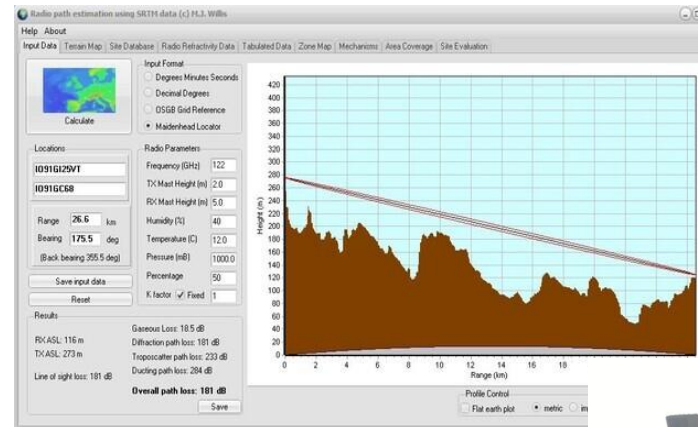 Radio path estimation using SRTM data (c) M.J. Willis
Help About
Input Data Terrain Map Site Database Radio Refractivity Data Tabulated Data Zone Map Mechanisms Area Coverage Site Evaluation
Calculate
Input Format
Degrees Minutes Seconds
Decimal Degrees
OSGB Grid Reference
Maidenhead Locator
Locations
IO91GI25VT
IO91GC68
Range 26.6 km
Bearing 175.5 deg
(Back bearing 355.5 deg)
Save input data
Reset
Radio Parameters
Frequency (GHz) 122
TX Mast Height (m) 2.0
RX Mast Height (m) 5.0
Humidity (%) 40
Temperature (C) 12.0
Pressure (mB) 1000.0
Percentage 50
K factor Fixed 1
Results
RX ASL: 116 m
TX ASL: 273 m
Line of sight loss: 181 dB
Gaseous Loss: 18.5 dB
Diffraction path loss: 181 dB
Troposcatter path loss: 233 dB
Ducting path loss: 284 dB
Overall path loss: 181 dB
Save
Height (m)
420
400
380
360
340
320
300
280
260
240
220
200
180
160
140
120
100
80
60
40
20
0
0 2 4 6 8 10 12 14 16 18
Range (km)
Profile Control
Flat earth plot metric